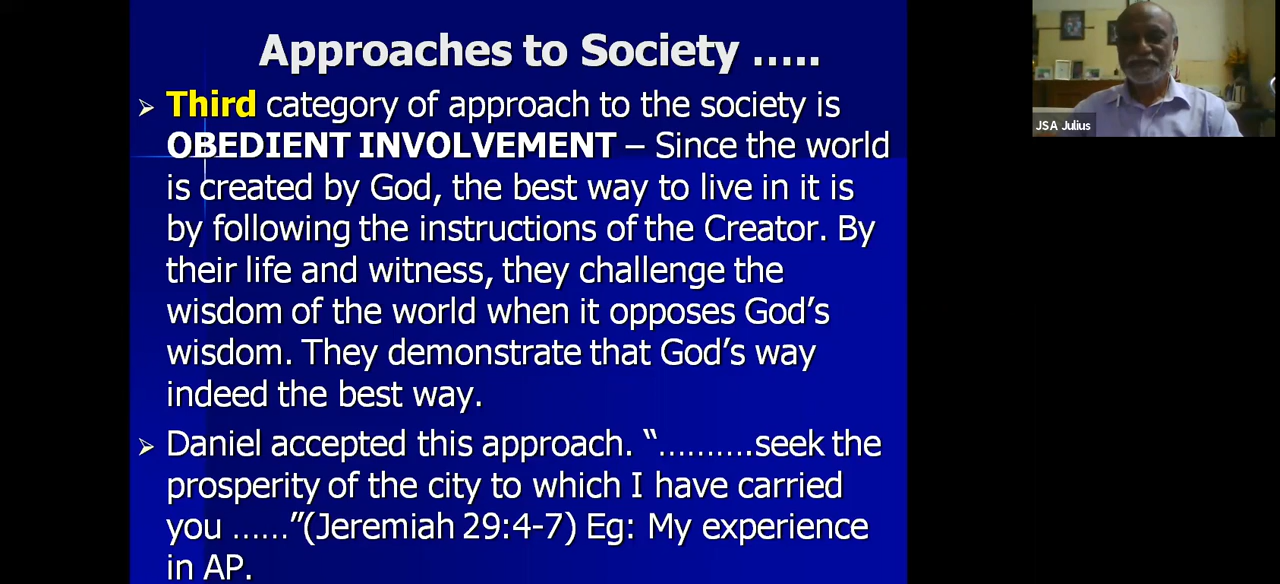 Approaches to Society …..
Third category of approach to the society is
OBEDIENT INVOLVEMENT – Since the world
is created by God, the best way to live in it is
by following the instructions of the Creator. By
their life and witness, they challenge the
wisdom of the world when it opposes God’s
wisdom. They demonstrate that God’s way
indeed the best way.
Daniel accepted this approach. “……….seek the
prosperity of the city to which I have carried
you ……”(Jeremiah 29:4-7) Eg: My experience
in AP.
JSA Julius